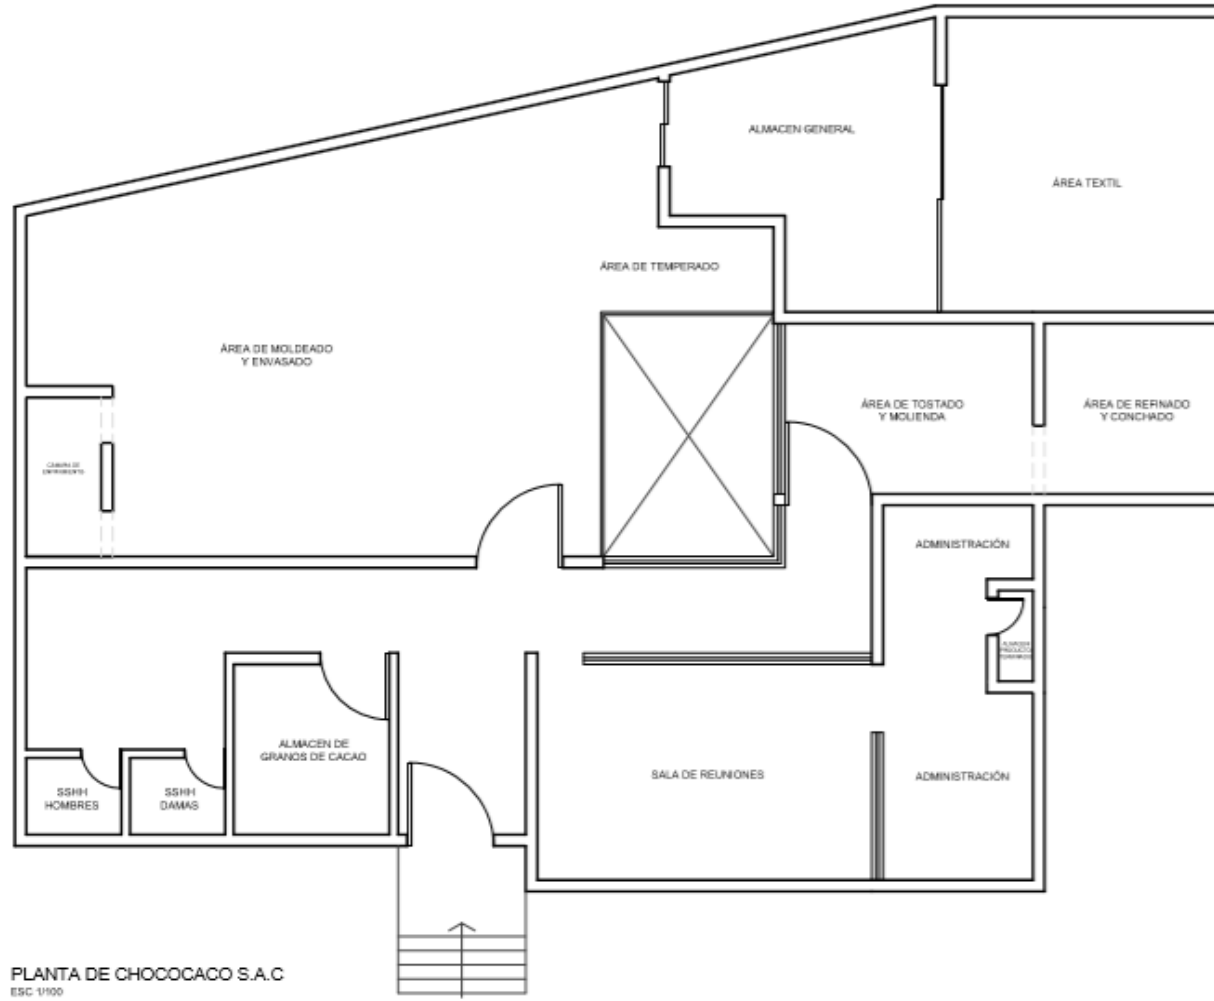 ALMACEN GENERAL
ÁREA TEXTIL
ÁREA DE TEMPERADO
ÁREA DE MOLDEADO
Y ENVASADO
ÁREA DE TOSTADO
Y MOLIENDA
ÁREA DE REFINADO
Y CONCHADO
ADMINISTRACIÓN
ALMACEN DE
GRANOS DE CACAO
SALA DE REUNIONES
ADMINISTRACIÓN
SSHH
HOMBRES
SSHH
DAMAS
PLANTA DE CHOCOCACO S.A.C
ESC 1/100